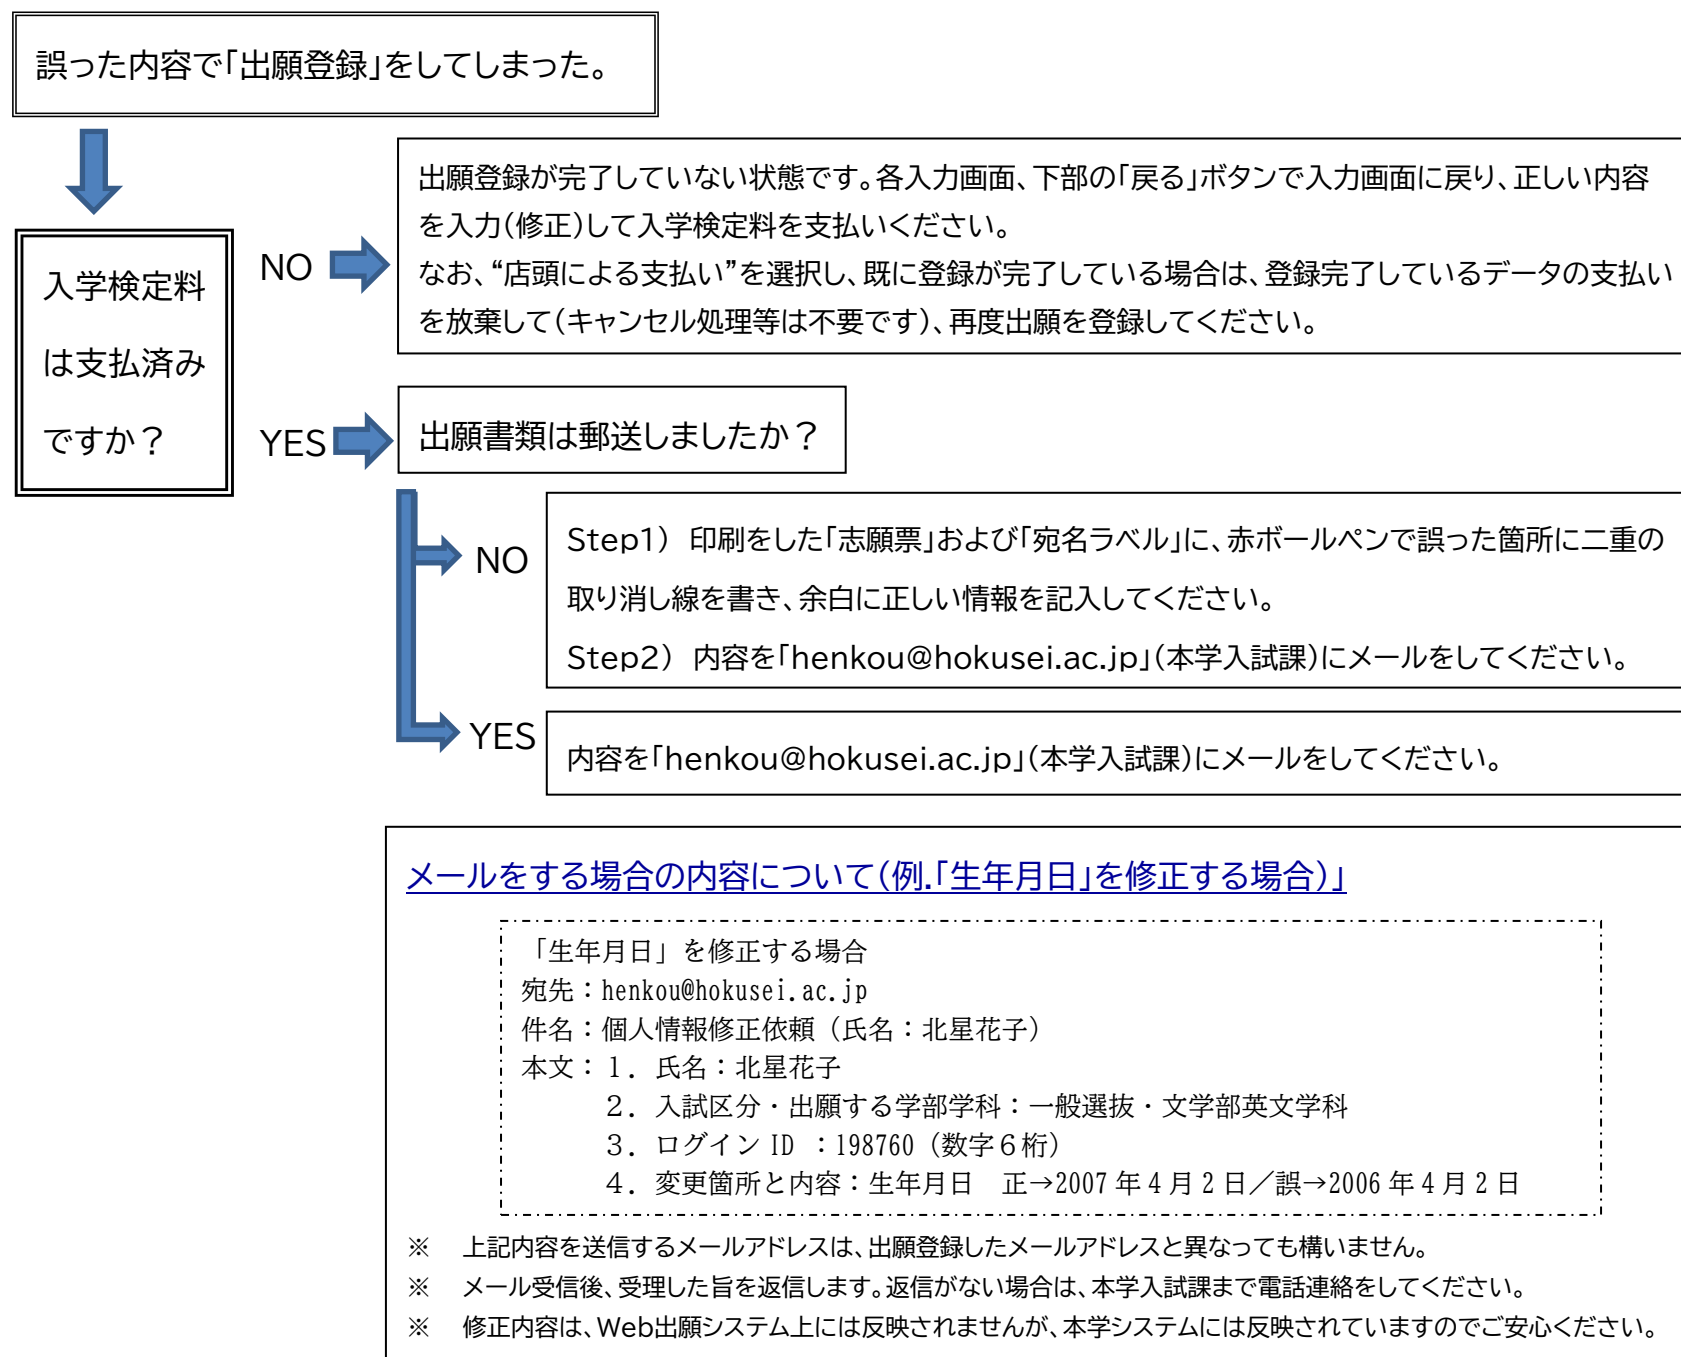 誤った内容で「出願登録」をしてしまった。
入学検定料
は支払済み
ですか？
NO
出願登録が完了していない状態です。各入力画面、下部の「戻る」ボタンで入力画面に戻り、正しい内容
を入力(修正)して入学検定料を支払いください。
なお、“店頭による支払い”を選択し、既に登録が完了している場合は、登録完了しているデータの支払い
を放棄して(キャンセル処理等は不要です)、再度出願を登録してください。
YES
出願書類は郵送しましたか？
NO
Step1) 印刷をした「志願票」および「宛名ラベル」に、赤ボールペンで誤った箇所に二重の
取り消し線を書き、余白に正しい情報を記入してください。
Step2) 内容を「henkou@hokusei.ac.jp」(本学入試課)にメールをしてください。
YES
内容を「henkou@hokusei.ac.jp」(本学入試課)にメールをしてください。
メールをする場合の内容について(例.「生年月日」を修正する場合)」
「生年月日」を修正する場合
宛先：henkou@hokusei.ac.jp
件名：個人情報修正依頼（氏名：北星花子）
本文：１．氏名：北星花子
２．入試区分・出願する学部学科：一般選抜・文学部英文学科
３．ログイン ID ：198760（数字６桁）
４．変更箇所と内容：生年月日　正→2007 年 4 月 2 日／誤→2006 年 4 月 2 日
※　上記内容を送信するメールアドレスは、出願登録したメールアドレスと異なっても構いません。
※　メール受信後、受理した旨を返信します。返信がない場合は、本学入試課まで電話連絡をしてください。
※　修正内容は、Web出願システム上には反映されませんが、本学システムには反映されていますのでご安心ください。